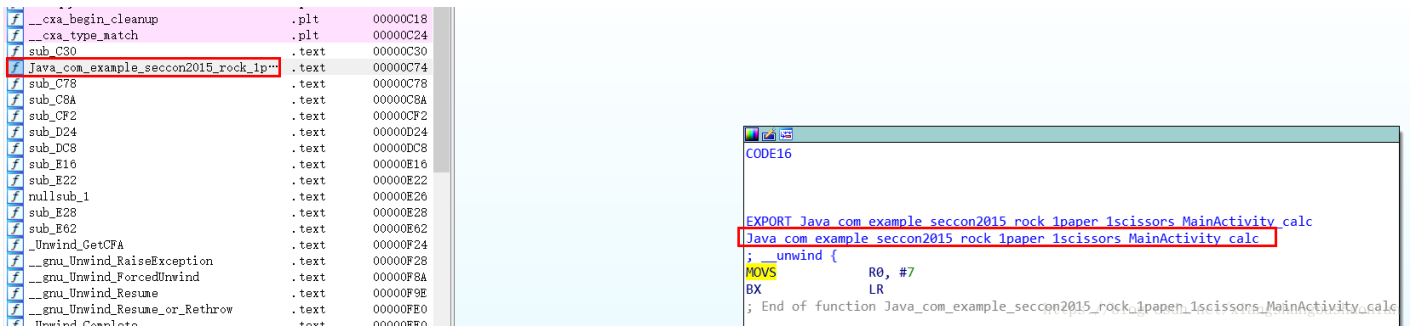 f __cxa_begin_cleanup .plt 00000C18
f __cxa_type_match .plt 00000C24
f sub_C30 .text 00000C30
f Java_com_example_seccon2015_rock_1p… .text 00000C74
f sub_C78 .text 00000C78
f sub_C8A .text 00000C8A
f sub_CF2 .text 00000CF2
f sub_D24 .text 00000D24
f sub_DC8 .text 00000DC8
f sub_E16 .text 00000E16
f sub_E22 .text 00000E22
f nullsub_1 .text 00000E26
f sub_E28 .text 00000E28
f sub_E62 .text 00000E62
f _Unwind_GetCFA .text 00000F24
f __gnu_Unwind_RaiseException .text 00000F28
f __gnu_Unwind_ForcedUnwind .text 00000F8A
f __gnu_Unwind_Resume .text 00000F9E
f __gnu_Unwind_Resume_or_Rethrow .text 00000FE0
f _Unwind_Complete .text
CODE16
EXPORT Java_com_example_seccon2015_rock_1paper_1scissors_MainActivity_calc
Java_com_example_seccon2015_rock_1paper_1scissors_MainActivity_calc
; __unwind {
MOVS R0, #7
BX LR
; End of function Java_com_example_seccon2015_rock_1paper_1scissors_MainActivity_calc